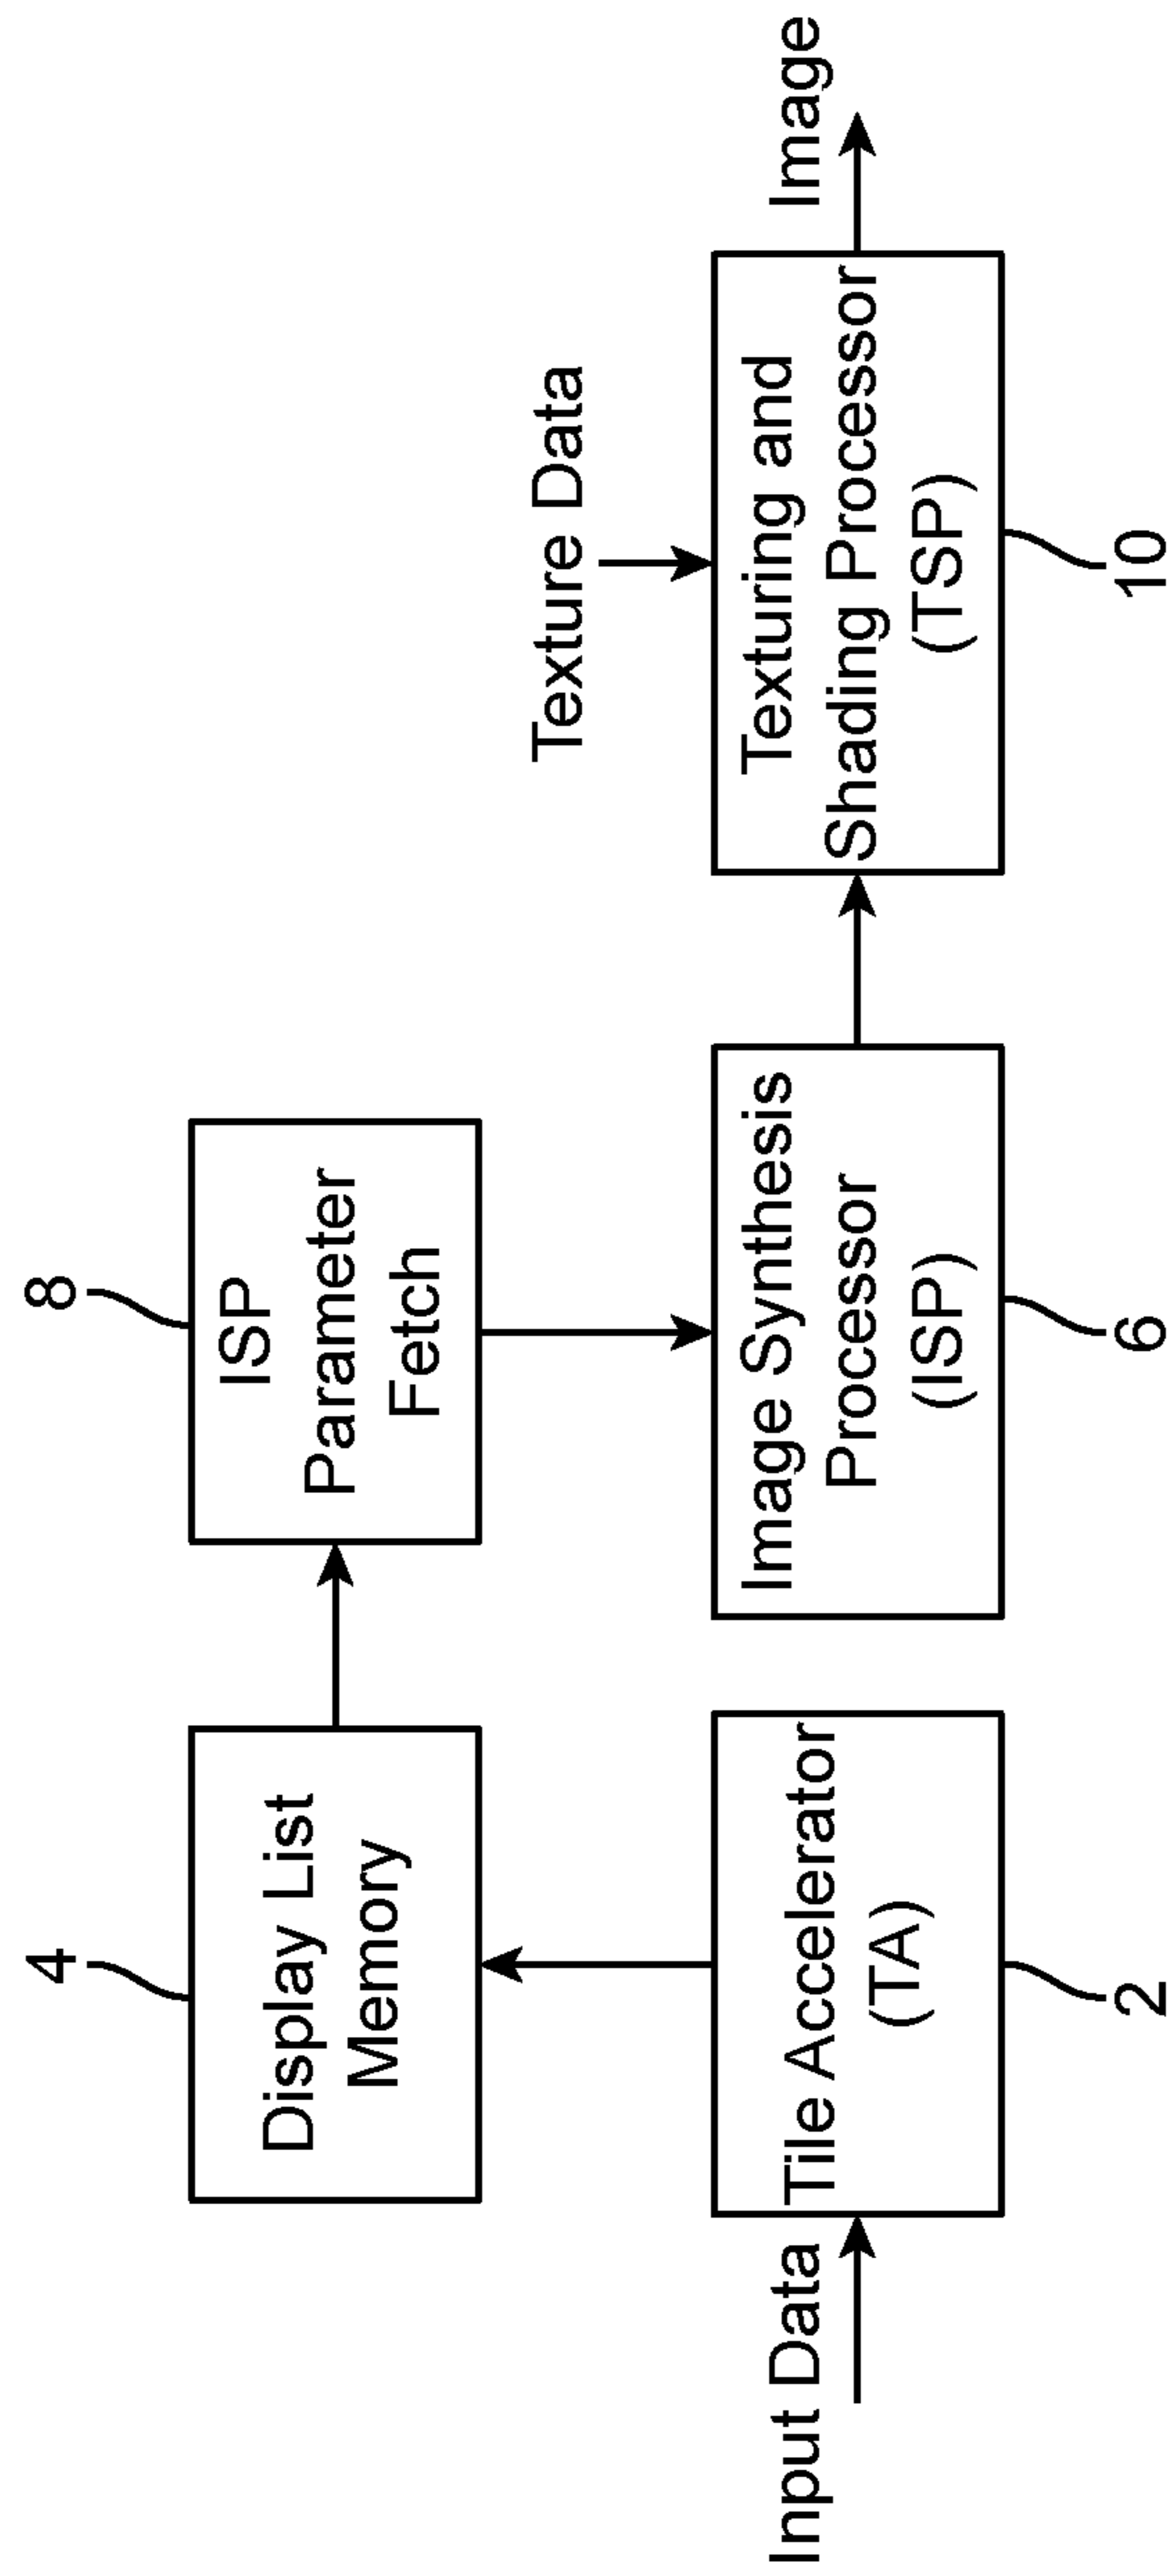 4
Display List
Memory
8
ISP
Parameter
Fetch
Texture Data
Input Data
Tile Accelerator
(TA)
2
Image Synthesis
Processor
(ISP)
6
Texturing and
Shading Processor
(TSP)
10
Image